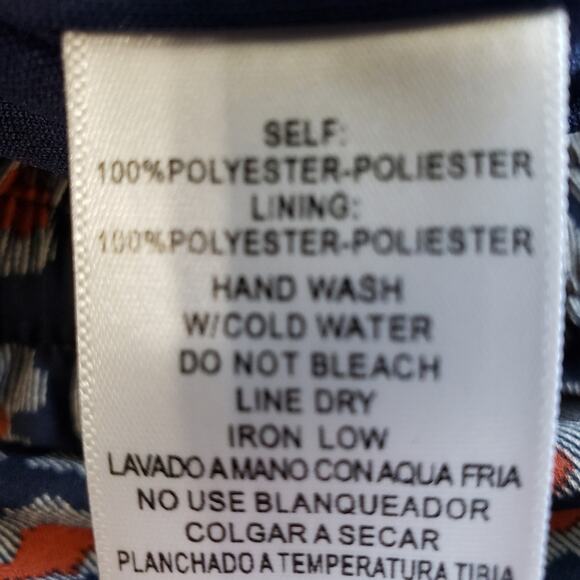 SELF:
100%POLYESTER-POLIESTER
LINING:
100%POLYESTER-POLIESTER
HAND WASH
W/COLD WATER
DO NOT BLEACH
LINE DRY
IRON LOW
LAVADO A MANO CON AQUA FRIA
NO USE BLANQUEADOR
COLGAR A SECAR
PLANCHADO A TEMPERATURA TIBIA